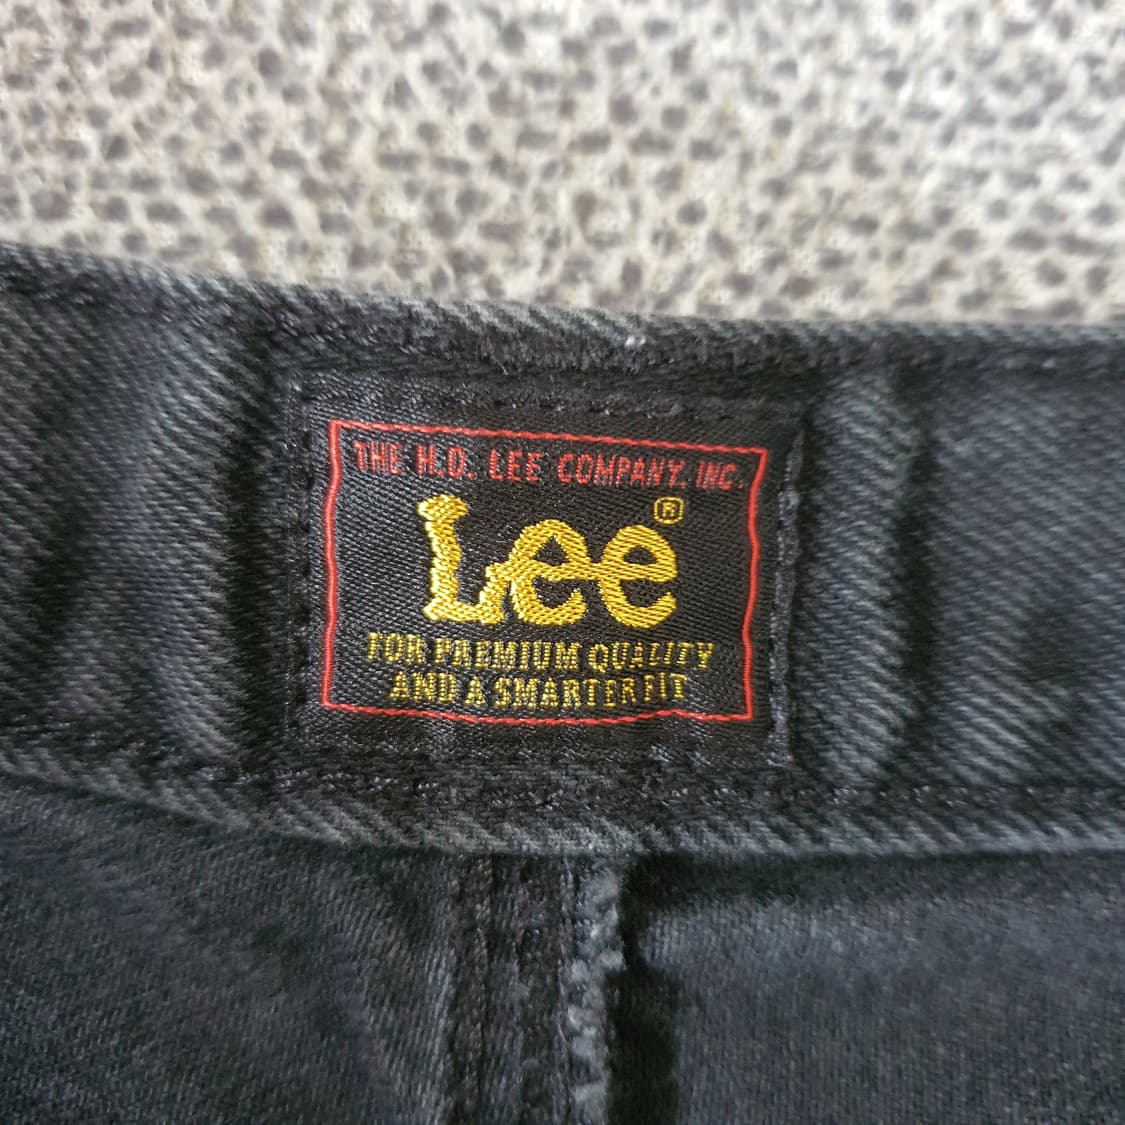 THE H.D. LEE COMPANY, INC.
Lee®
FOR PREMIUM QUALITY
AND A SMARTER FIT